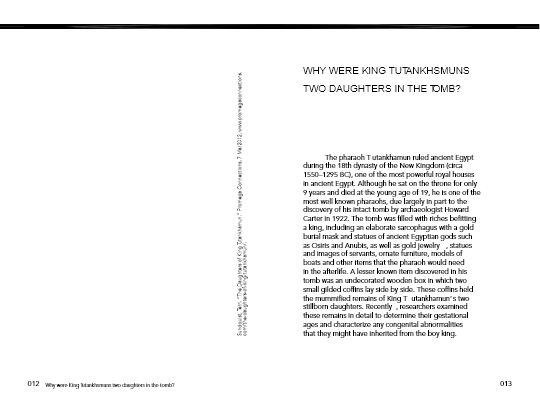 Sundquist, Terri. "The Daughters of King Tutankhamun." Promega Connections. 7 Mar 2012. www.promegaconnections.
com/the-daughters-of-king-tutankhamun/.
WHY WERE KING TUTANKHSMUNS
TWO DAUGHTERS IN THE TOMB?
The pharaoh T utankhamun ruled ancient Egypt
during the 18th dynasty of the New Kingdom (circa
1550–1295 BC), one of the most powerful royal houses
in ancient Egypt. Although he sat on the throne for only
9 years and died at the young age of 19, he is one of the
most well known pharaohs, due largely in part to the
discovery of his intact tomb by archaeologist Howard
Carter in 1922. The tomb was filled with riches befitting
a king, including an elaborate sarcophagus with a gold
burial mask and statues of ancient Egyptian gods such
as Osiris and Anubis, as well as gold jewelry , statues
and images of servants, ornate furniture, models of
boats and other items that the pharaoh would need
in the afterlife. A lesser known item discovered in his
tomb was an undecorated wooden box in which two
small gilded coffins lay side by side. These coffins held
the mummified remains of King T utankhamun's two
stillborn daughters. Recently , researchers examined
these remains in detail to determine their gestational
ages and characterize any congenital abnormalities
that they might have inherited from the boy king.
012 Why were King Tutankhsmuns two daughters in the tomb?
013